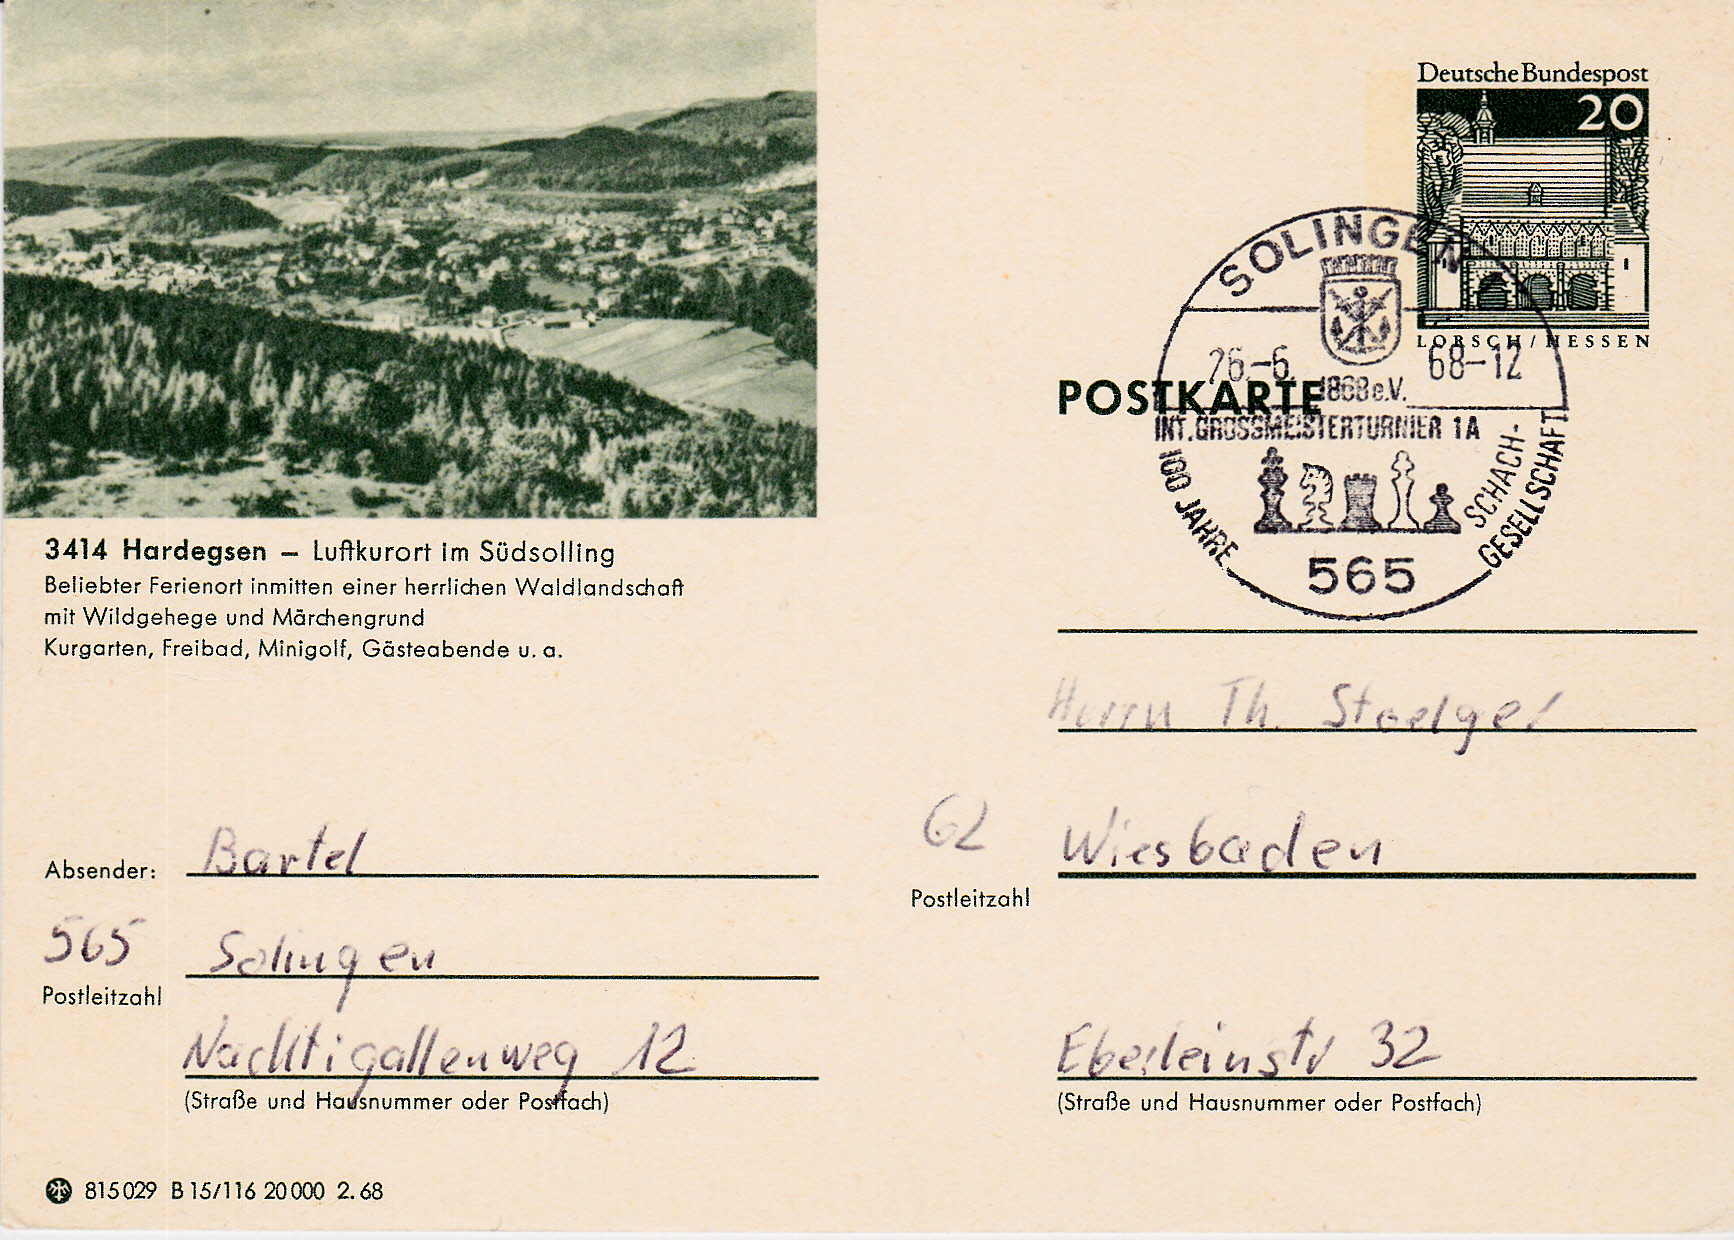 Deutsche Bundespost
20
LORSCH / HESSEN
SOLINGEN
26.-6. 68-12
1868 e.V.
INT. GROSSMEISTERTURNIER 1A
100 JAHRE
SCHACH-
GESELLSCHAFT
565
POSTKARTE
3414 Hardegsen – Luftkurort im Südsolling
Beliebter Ferienort inmitten einer herrlichen Waldlandschaft
mit Wildgehege und Märchengrund
Kurgarten, Freibad, Minigolf, Gästeabende u. a.
Herrn Th.
62 Wiesbaden
Postleitzahl
Eberleinstr 32
(Straße und Hausnummer oder Postfach)
Absender: Bartel
565 Solingen
Postleitzahl
Nachtigallenweg 12
(Straße und Hausnummer oder Postfach)
815029 B 15/116 20 000 2.68